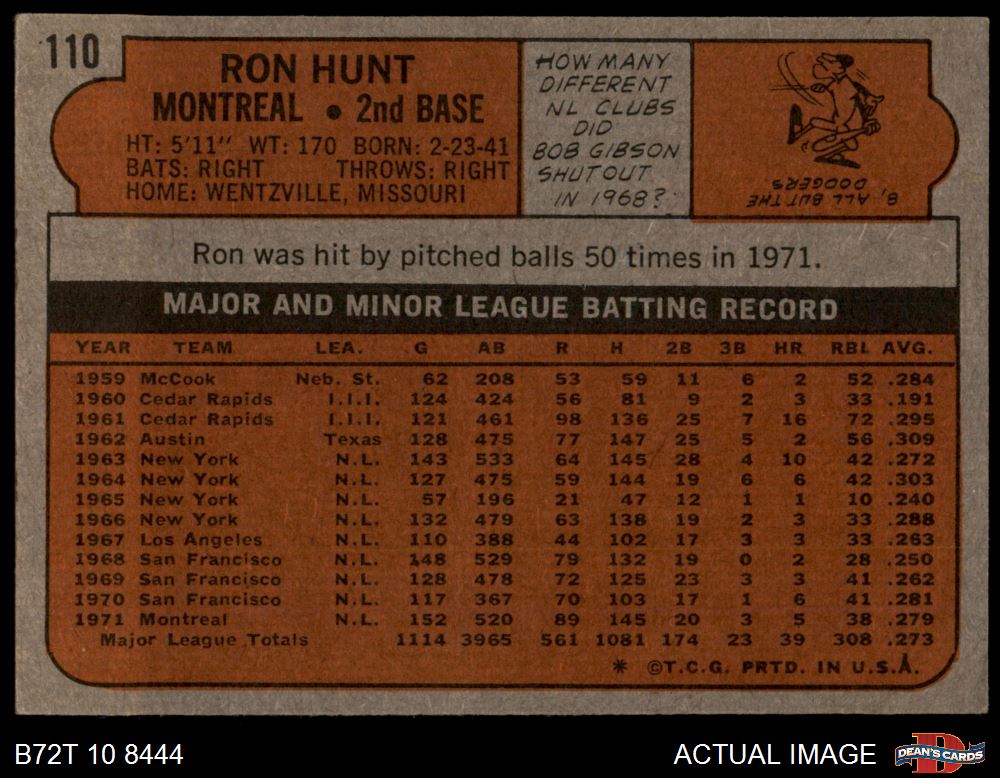 110
RON HUNT
MONTREAL • 2nd BASE
HT: 5'11" WT: 170 BORN: 2-23-41
BATS: RIGHT THROWS: RIGHT
HOME: WENTZVILLE, MISSOURI
HOW MANY
DIFFERENT
NL CLUBS
DID
BOB GIBSON
SHUTOUT
IN 1968?
8, ALL BUT THE
DODGERS
Ron was hit by pitched balls 50 times in 1971.
MAJOR AND MINOR LEAGUE BATTING RECORD
YEAR TEAM LEA. G AB R H 2B 3B HR RBI AVG.
1959 McCook Neb. St. 62 208 53 59 11 6 2 52 .284
1960 Cedar Rapids I.I.I. 124 424 56 81 9 2 3 33 .191
1961 Cedar Rapids I.I.I. 121 461 98 136 25 7 16 72 .295
1962 Austin Texas 128 475 77 147 25 5 2 56 .309
1963 New York N.L. 143 533 64 145 28 4 10 42 .272
1964 New York N.L. 127 475 59 144 19 6 6 42 .303
1965 New York N.L. 57 196 21 47 12 1 1 10 .240
1966 New York N.L. 132 479 63 138 19 2 3 33 .288
1967 Los Angeles N.L. 110 388 44 102 17 3 3 33 .263
1968 San Francisco N.L. 148 529 79 132 19 0 2 28 .250
1969 San Francisco N.L. 128 478 72 125 23 3 3 41 .262
1970 San Francisco N.L. 117 367 70 103 17 1 6 41 .281
1971 Montreal N.L. 152 520 89 145 20 3 5 38 .279
Major League Totals 1114 3965 561 1081 174 23 39 308 .273
* ©T.C.G. PRTD. IN U.S.A.
B72T 10 8444
ACTUAL IMAGE
D
DEAN'S CARDS